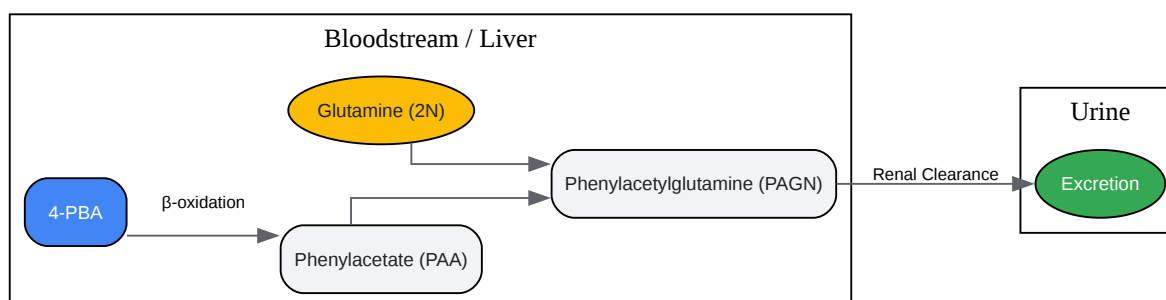 Bloodstream / Liver
Glutamine (2N)
Urine
Phenylacetylglutamine (PAGN)
Renal Clearance
Excretion
4-PBA
β-oxidation
Phenylacetate (PAA)